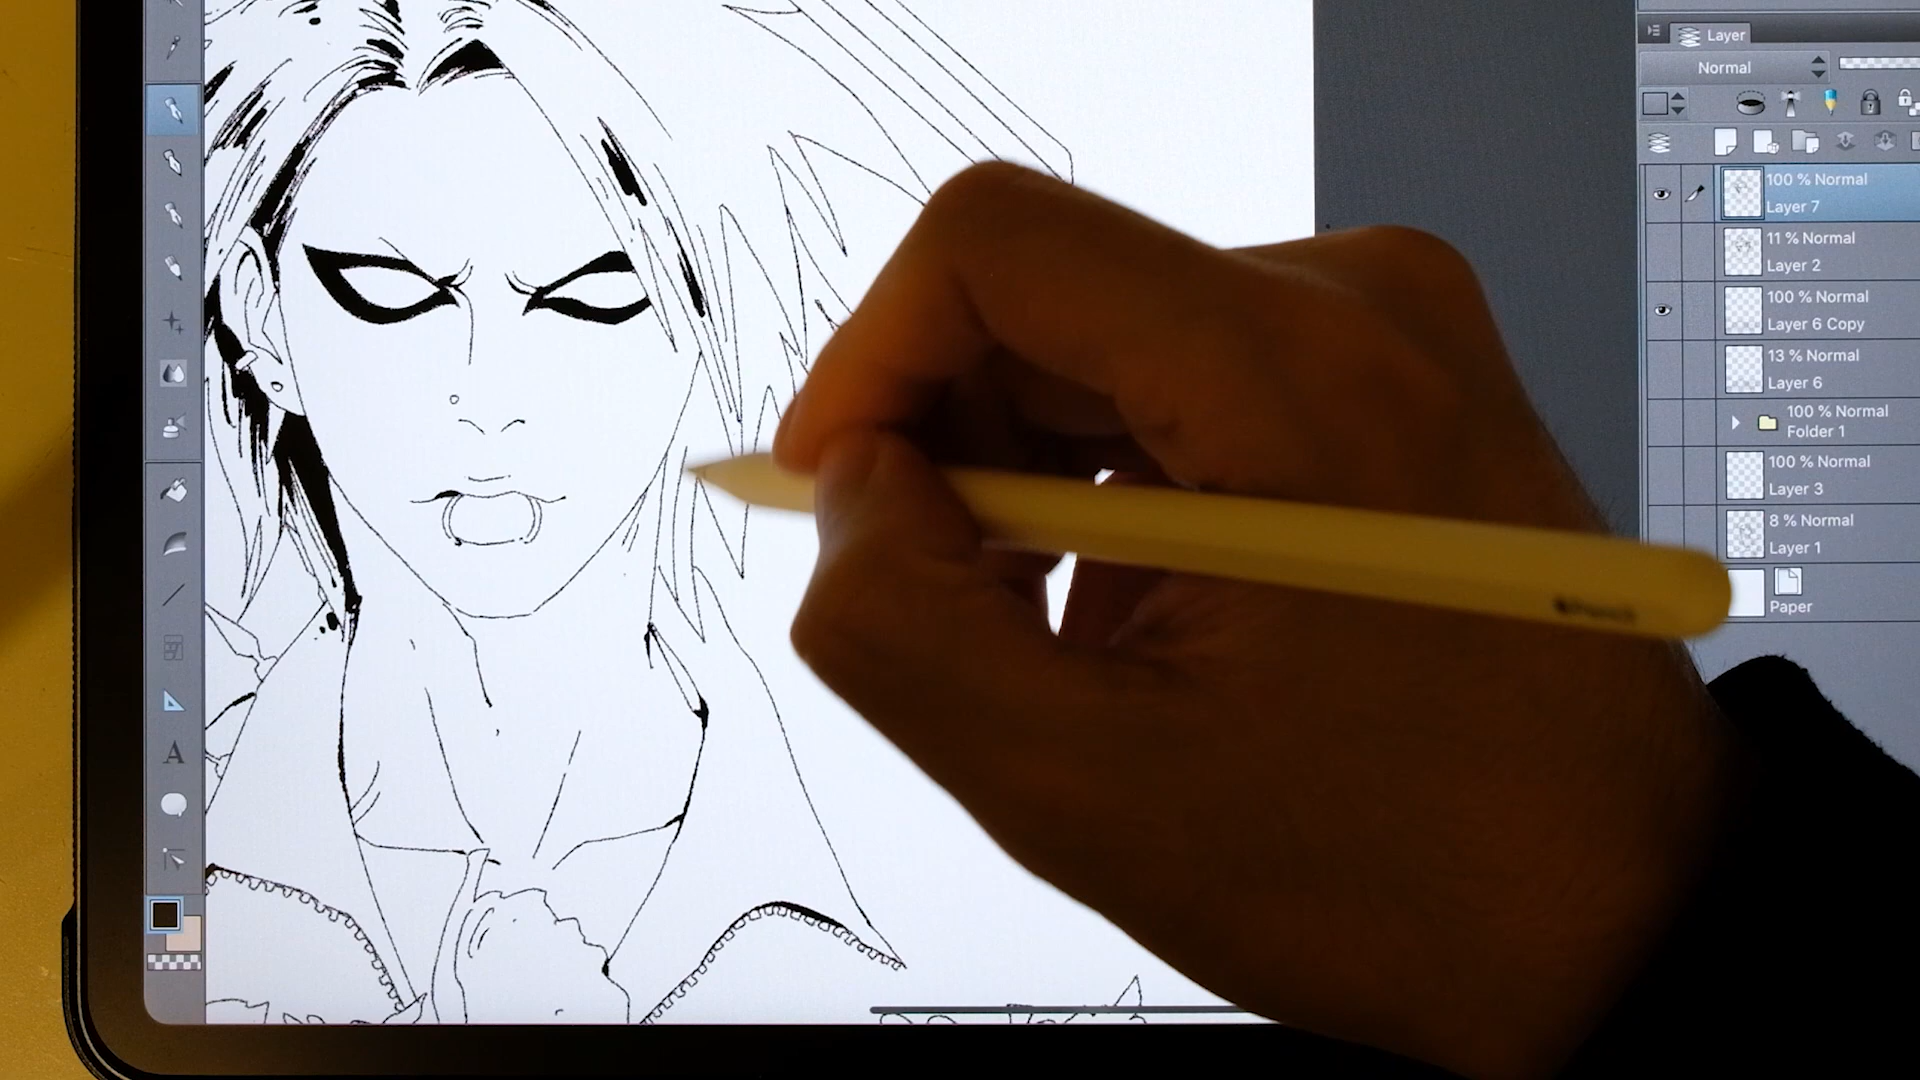 Layer
Normal
100 % Normal
Layer 7
11 % Normal
Layer 2
100 % Normal
Layer 6 Copy
13 % Normal
Layer 6
100 % Normal
Folder 1
100 % Normal
Layer 3
8 % Normal
Layer 1
Paper
A